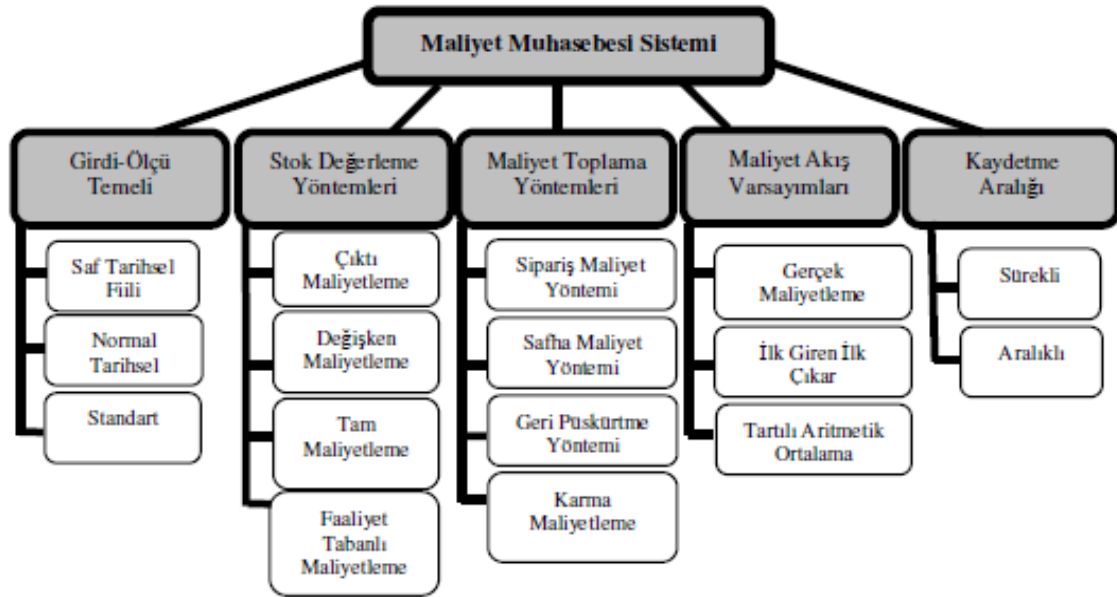 Maliyet Muhasebesi Sistemi
Girdi-Ölçü
Temeli
Saf Tarihsel
Fiili
Normal
Tarihsel
Standart
Stok Değerleme
Yöntemleri
Çıktı
Maliyetleme
Değişken
Maliyetleme
Tam
Maliyetleme
Faaliyet
Tabanlı
Maliyetleme
Maliyet Toplama
Yöntemleri
Sipariş Maliyet
Yöntemi
Safha Maliyet
Yöntemi
Geri Püskürtme
Yöntemi
Karma
Maliyetleme
Maliyet Akış
Varsayımları
Gerçek
Maliyetleme
İlk Giren İlk
Çıkar
Tartılı Aritmetik
Ortalama
Kaydetme
Aralığı
Sürekli
Aralıklı